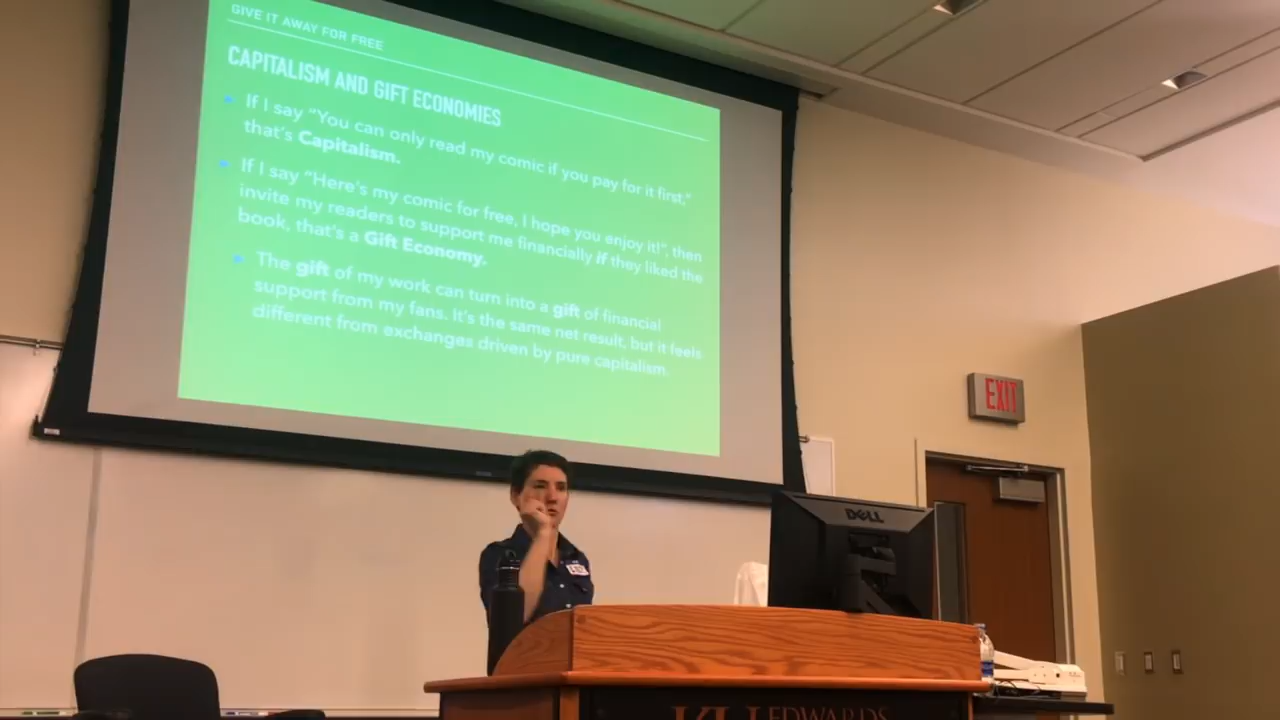 GIVE IT AWAY FOR FREE
CAPITALISM AND GIFT ECONOMIES
If I say “You can only read my comic if you pay for it first,”
that's Capitalism.
If I say “Here's my comic for free, I hope you enjoy it!”, then
invite my readers to support me financially if they liked the
book, that's a Gift Economy.
The gift of my work can turn into a gift of financial
support from my fans. It's the same net result, but it feels
different from exchanges driven by pure capitalism.
EXIT
DELL
KU EDWARDS